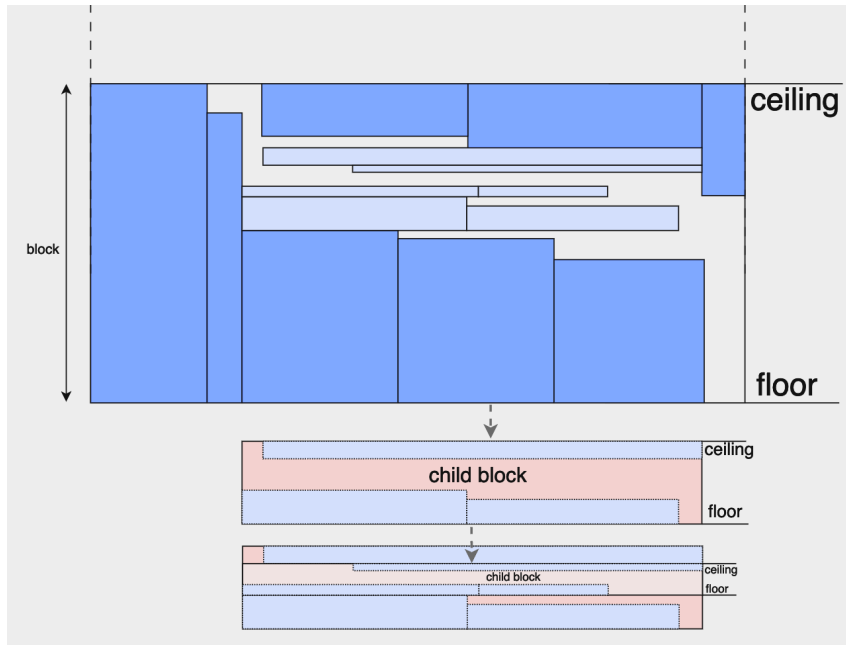 ceiling
block
floor
ceiling
child block
floor
ceiling
child block
floor